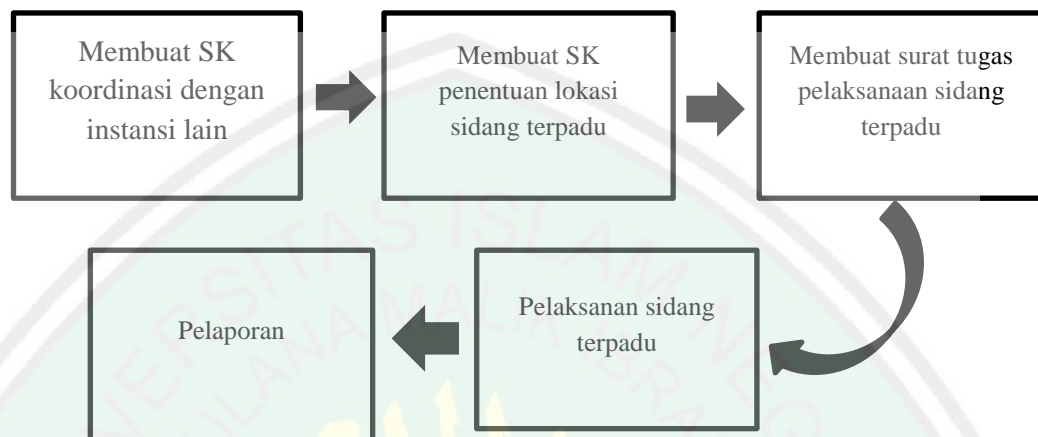 Membuat SK
koordinasi dengan
instansi lain
Membuat SK
penentuan lokasi
sidang terpadu
Membuat surat tugas
pelaksanaan sidang
terpadu
Pelaksanan sidang
terpadu
Pelaporan